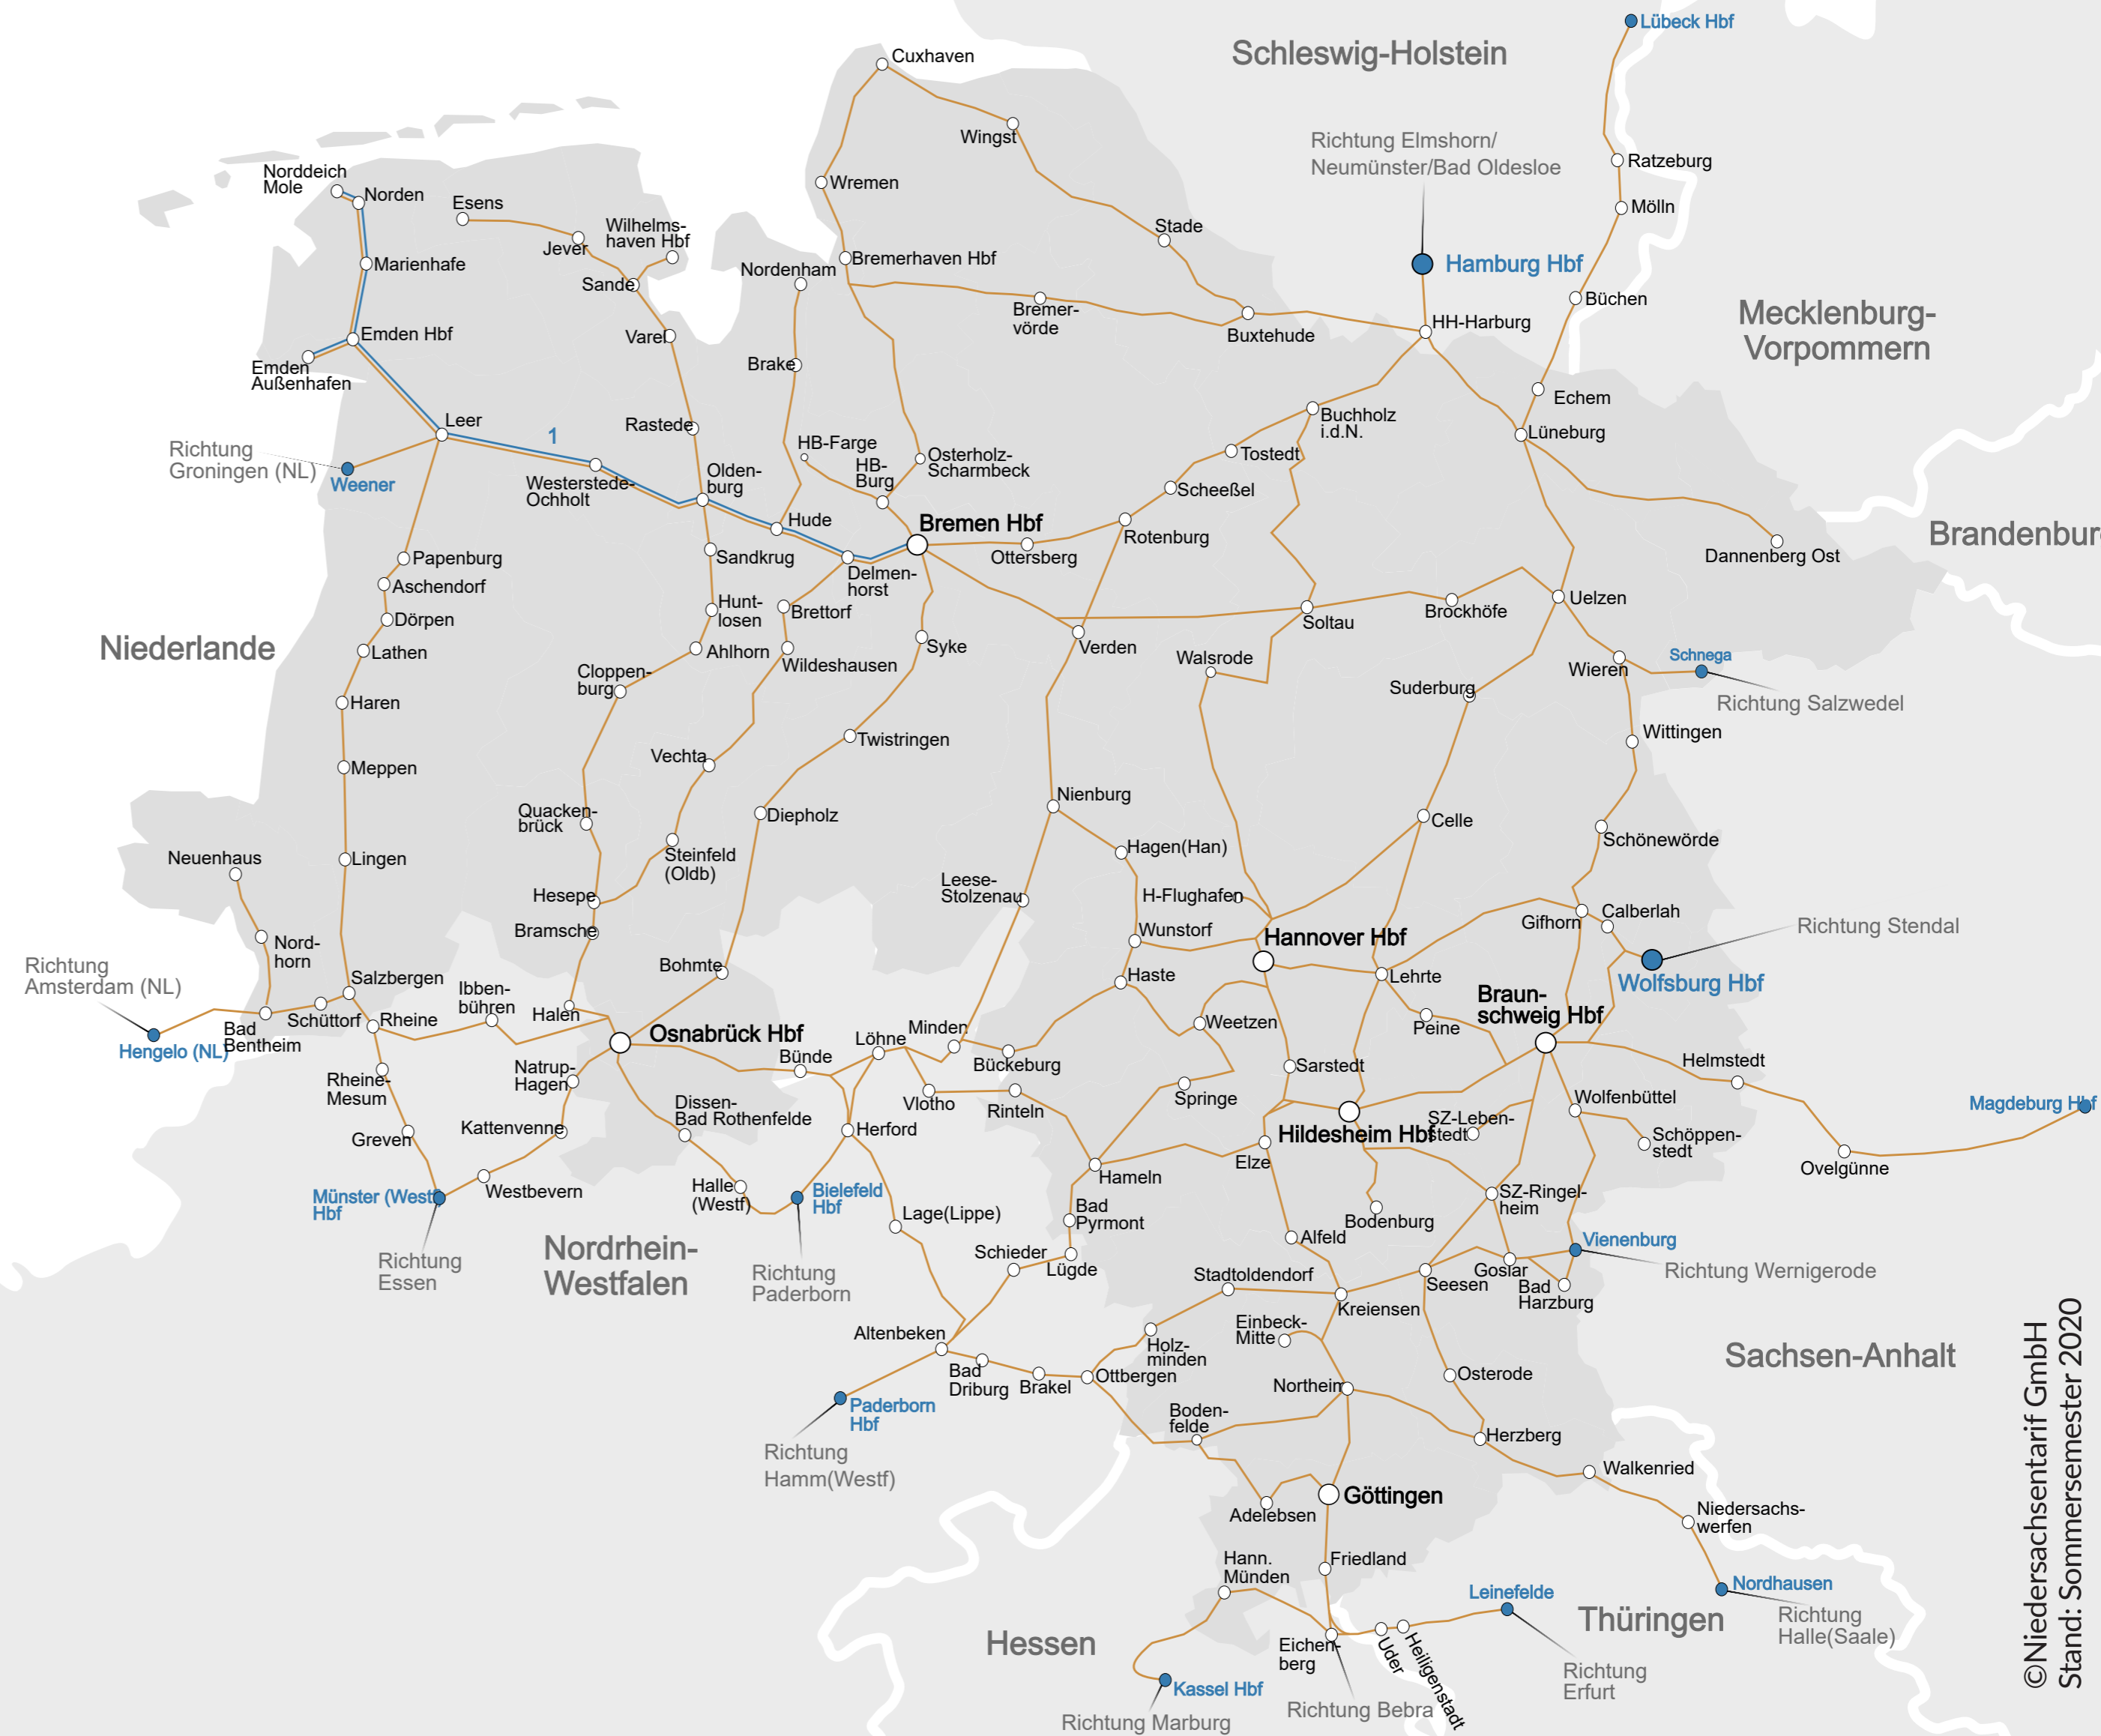 Cuxhaven
Lübeck Hbf
Schleswig-Holstein
Wingst
Richtung Elmshorn/
Neumünster/Bad Oldesloe
Ratzeburg
Norddeich
Mole
Norden
Wremen
Esens
Mölln
Wilhelms-
haven Hbf
Stade
Jever
Marienhafe
Nordenham
Bremerhaven Hbf
Hamburg Hbf
Sande
Büchen
Mecklenburg-
Vorpommern
Bremer-
vörde
Buxtehude
HH-Harburg
Emden Hbf
Varel
Emden
Außenhafen
Brake
Echem
Leer
1
Rastede
Buchholz
i.d.N.
Lüneburg
Richtung
Groningen (NL)
Weener
HB-Farge
HB-
Burg
Osterholz-
Scharmbeck
Tostedt
Westerstede-
Ochholt
Olden-
burg
Scheeßel
Hude
Bremen Hbf
Brandenbur
Rotenburg
Ottersberg
Dannenberg Ost
Papenburg
Sandkrug
Delmen-
horst
Aschendorf
Hunt-
losen
Brettorf
Uelzen
Dörpen
Soltau
Brockhöfe
Niederlande
Lathen
Ahlhorn
Wildeshausen
Syke
Verden
Walsrode
Wieren
Schnega
Cloppen-
burg
Suderburg
Richtung Salzwedel
Haren
Wittingen
Twistringen
Vechta
Meppen
Nienburg
Quacken-
brück
Diepholz
Celle
Schönewörde
Neuenhaus
Lingen
Steinfeld
(Oldb)
Hagen(Han)
Leese-
Stolzenau
H-Flughafen
Hesepe
Gifhorn
Calberlah
Bramsche
Wunstorf
Hannover Hbf
Richtung Stendal
Nord-
horn
Richtung
Amsterdam (NL)
Salzbergen
Bohmte
Haste
Lehrte
Wolfsburg Hbf
Ibben-
bühren
Halen
Braun-
schweig Hbf
Schüttorf
Rheine
Bad
Bentheim
Hengelo (NL)
Osnabrück Hbf
Löhne
Minden
Weetzen
Peine
Bünde
Bückeburg
Helmstedt
Natrup-
Hagen
Sarstedt
Rheine-
Mesum
Dissen-
Bad Rothenfelde
Vlotho
Rinteln
Springe
Wolfenbüttel
Magdeburg Hbf
SZ-Leben-
stedt
Greven
Kattenvenne
Herford
Hildesheim Hbf
Schöppen-
stedt
Elze
Ovelgünne
Hameln
Münster (Westf)
Hbf
Westbevern
Halle
(Westf)
Bielefeld
Hbf
SZ-Ringel-
heim
Bad
Pyrmont
Lage(Lippe)
Bodenburg
Alfeld
Vienenburg
Richtung
Essen
Nordrhein-
Westfalen
Richtung
Paderborn
Schieder
Lügde
Stadtoldendorf
Seesen
Goslar
Bad
Harzburg
Richtung Wernigerode
Kreiensen
Altenbeken
Einbeck-
Mitte
Holz-
minden
Sachsen-Anhalt
Bad
Driburg
Brakel
Ottbergen
Northeim
Osterode
Paderborn
Hbf
Boden-
felde
Herzberg
Richtung
Hamm(Westf)
Walkenried
Göttingen
Adelebsen
Niedersachs-
werfen
Hann.
Münden
Friedland
Leinefelde
Nordhausen
Hessen
Thüringen
Richtung
Halle(Saale)
Eichen-
berg
Uder
Heiligenstadt
Richtung
Erfurt
Kassel Hbf
Richtung Marburg
Richtung Bebra
©Niedersachsentarif GmbH
Stand: Sommersemester 2020